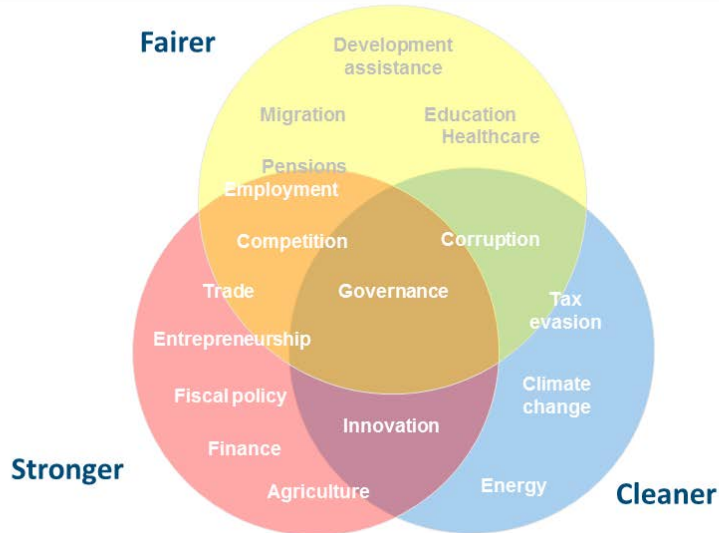 Fairer
Development
assistance
Migration
Education
Healthcare
Pensions
Employment
Competition
Corruption
Trade
Governance
Tax
evasion
Entrepreneurship
Climate
change
Fiscal policy
Innovation
Finance
Stronger
Agriculture
Energy
Cleaner